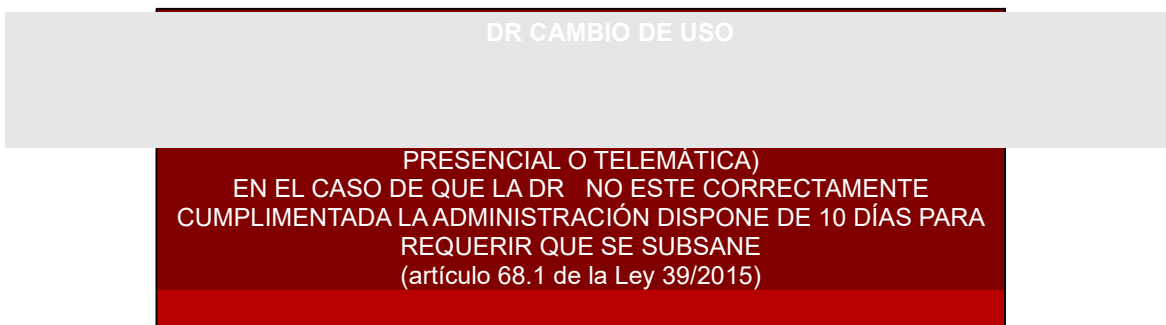 DR CAMBIO DE USO
PRESENCIAL O TELEMÁTICA)
EN EL CASO DE QUE LA DR NO ESTE CORRECTAMENTE
CUMPLIMENTADA LA ADMINISTRACIÓN DISPONE DE 10 DÍAS PARA
REQUERIR QUE SE SUBSANE
(artículo 68.1 de la Ley 39/2015)